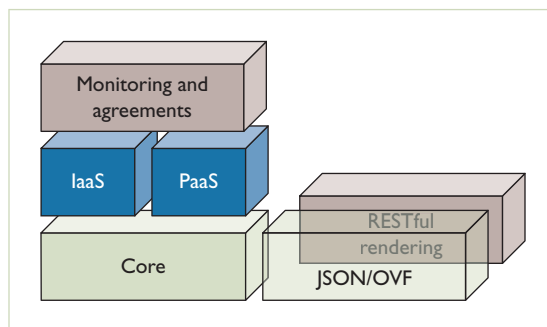 Monitoring and
agreements
IaaS
PaaS
RESTful
rendering
Core
JSON/OVF